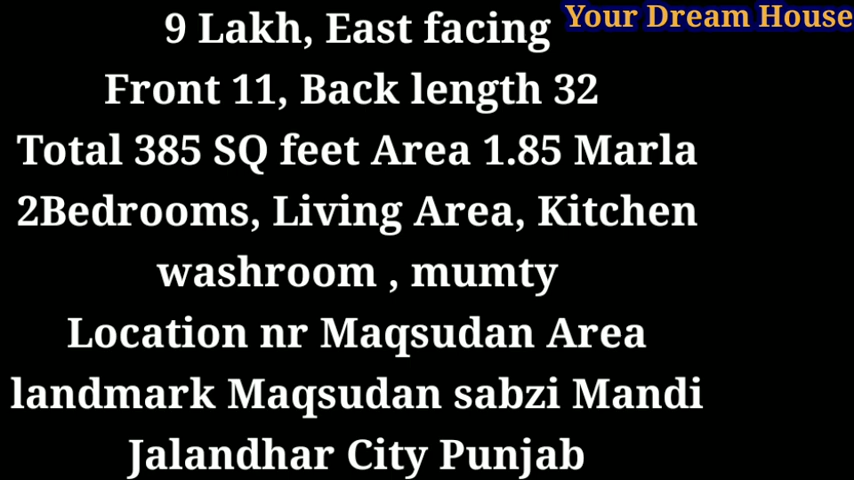 Your Dream House
9 Lakh, East facing
Front 11, Back length 32
Total 385 SQ feet Area 1.85 Marla
2Bedrooms, Living Area, Kitchen
washroom , mumty
Location nr Maqsudan Area
landmark Maqsudan sabzi Mandi
Jalandhar City Punjab